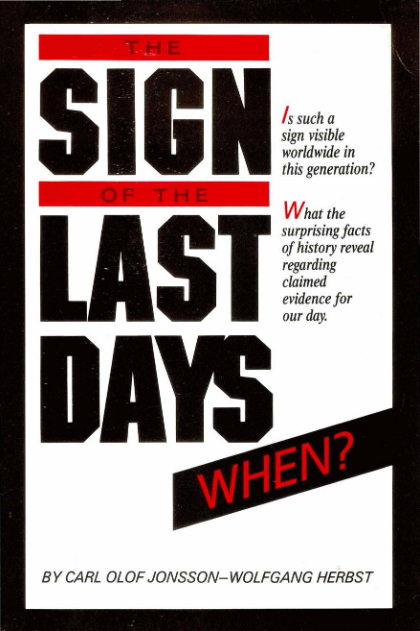 THE
SIGN
OF THE
LAST
DAYS
WHEN?
Is such a
sign visible
worldwide in
this generation?
What the
surprising facts
of history reveal
regarding
claimed
evidence for
our day.
BY CARL OLOF JONSSON–WOLFGANG HERBST